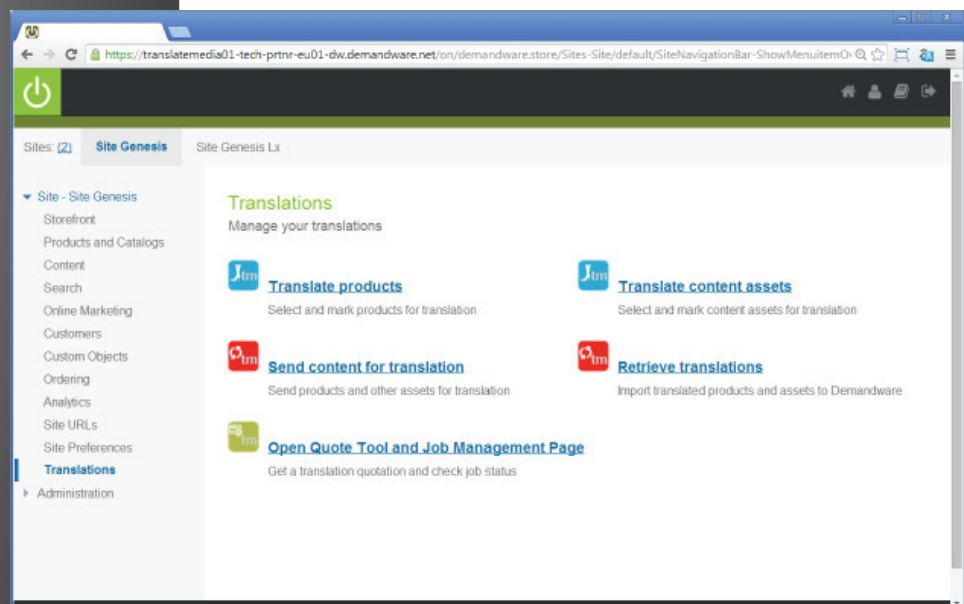 https://translatemedia01-tech-prtnr-eu01-dw.demandware.net/on/demandware.store/Sites-Site/default/SiteNavigationBar-ShowMenuitemO
Sites: (2) Site Genesis Site Genesis Lx
Site - Site Genesis
Storefront
Products and Catalogs
Content
Search
Online Marketing
Customers
Custom Objects
Ordering
Analytics
Site URLs
Site Preferences
Translations
Administration
Translations
Manage your translations
tm Translate products
Select and mark products for translation
tm Translate content assets
Select and mark content assets for translation
tm Send content for translation
Send products and other assets for translation
tm Retrieve translations
Import translated products and assets to Demandware
tm Open Quote Tool and Job Management Page
Get a translation quotation and check job status